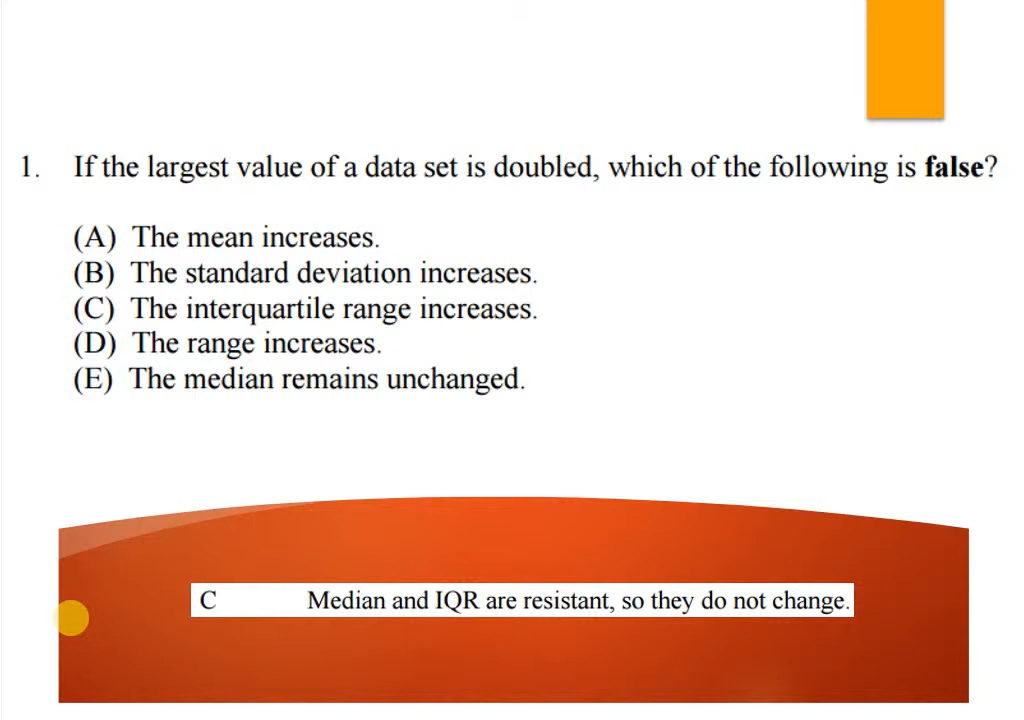 1. If the largest value of a data set is doubled, which of the following is false?
(A) The mean increases.
(B) The standard deviation increases.
(C) The interquartile range increases.
(D) The range increases.
(E) The median remains unchanged.
C Median and IQR are resistant, so they do not change.